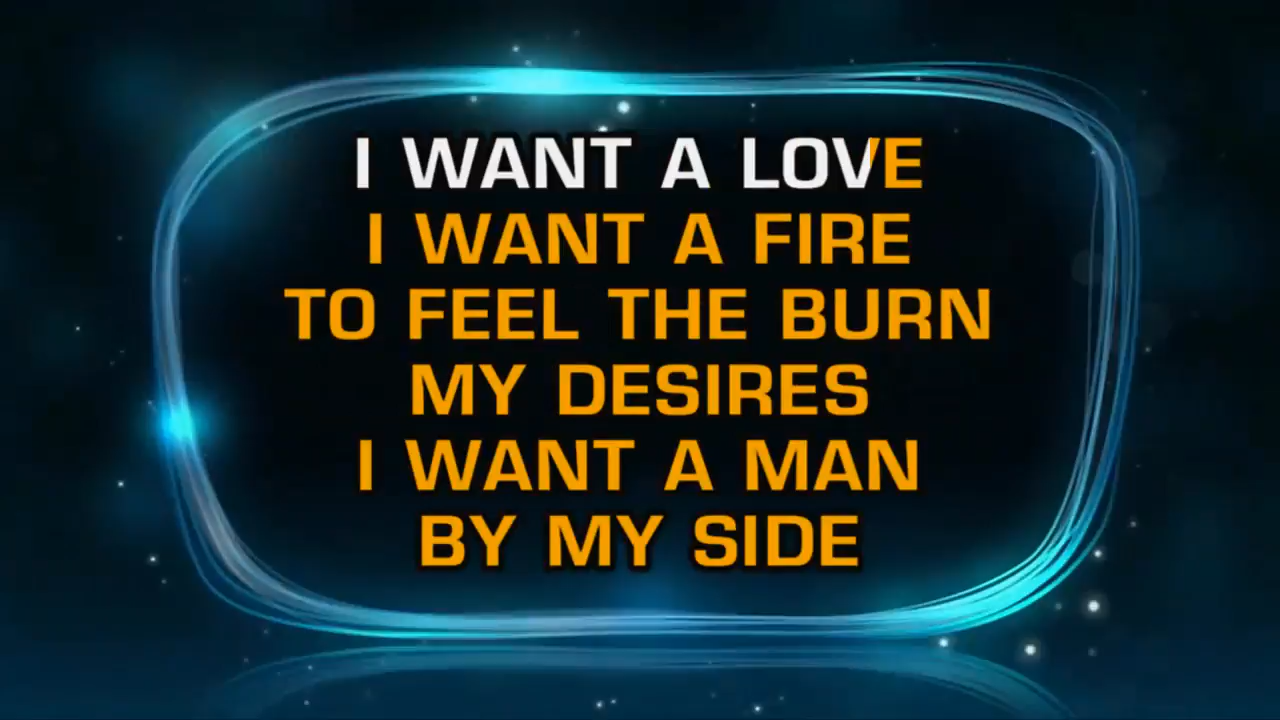 I WANT A LOVE
I WANT A FIRE
TO FEEL THE BURN
MY DESIRES
I WANT A MAN
BY MY SIDE